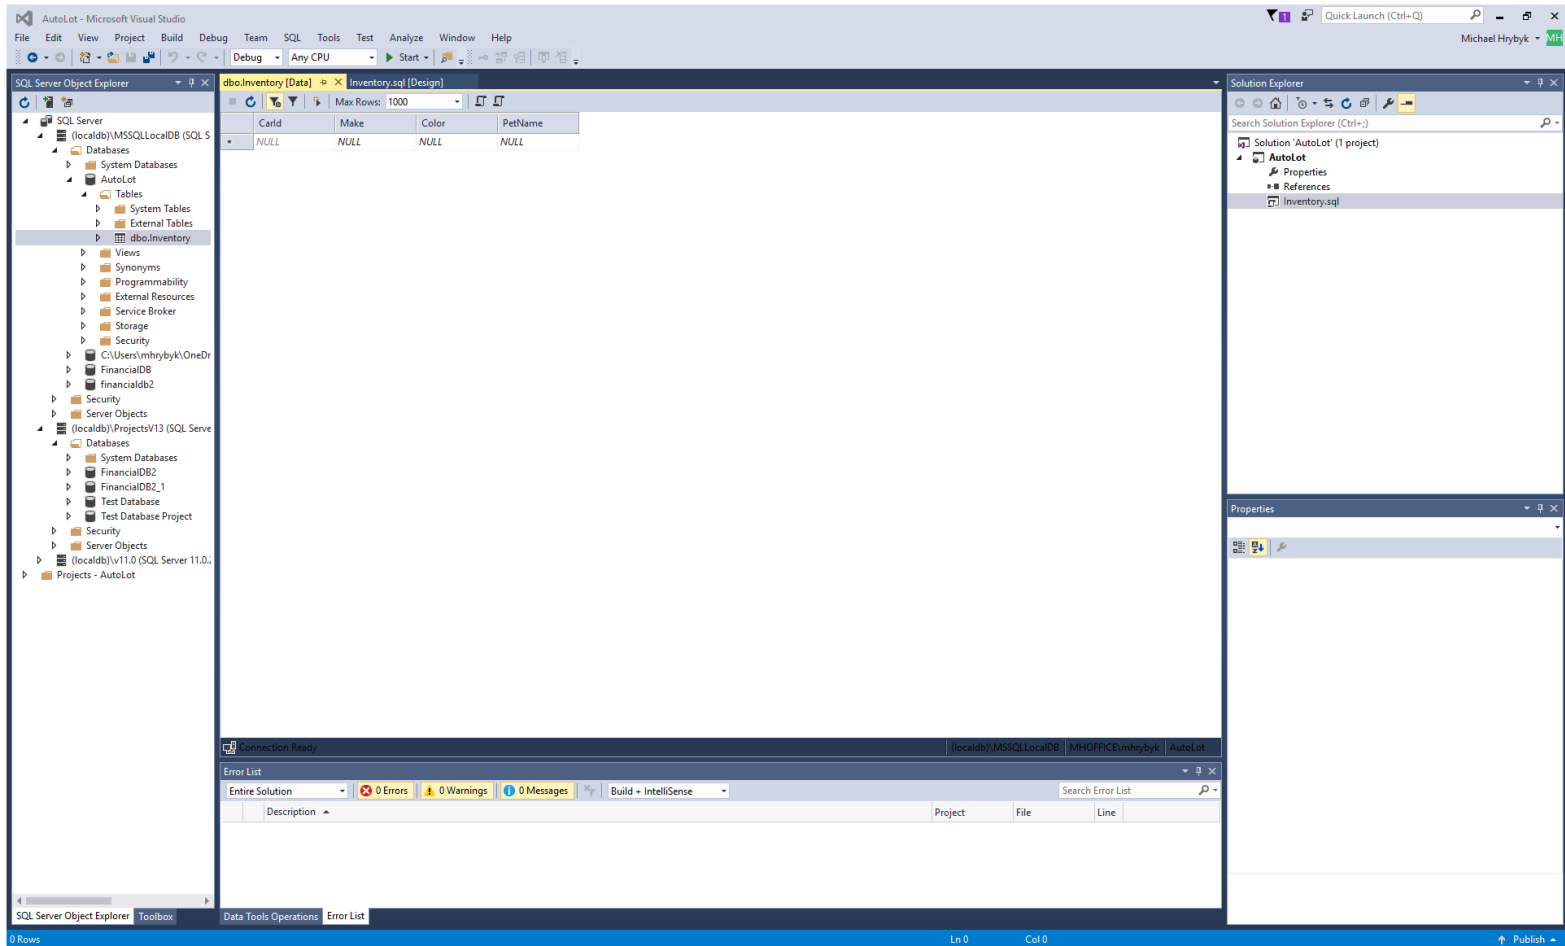 AutoLot - Microsoft Visual Studio
1
Quick Launch (Ctrl+Q)
File Edit View Project Build Debug Team SQL Tools Test Analyze Window Help
Michael Hrybyk MH
Debug Any CPU Start
SQL Server Object Explorer
SQL Server
(localdb)\MSSQLLocalDB (SQL S
Databases
System Databases
AutoLot
Tables
System Tables
External Tables
dbo.Inventory
Views
Synonyms
Programmability
External Resources
Service Broker
Storage
Security
C:\Users\mhrybyk\OneDr
FinancialDB
financialdb2
Security
Server Objects
(localdb)\ProjectsV13 (SQL Serve
Databases
System Databases
FinancialDB2
FinancialDB2_1
Test Database
Test Database Project
Security
Server Objects
(localdb)\v11.0 (SQL Server 11.0.
Projects - AutoLot
SQL Server Object Explorer Toolbox
dbo.Inventory [Data] Inventory.sql [Design]
Max Rows: 1000
CarId Make Color PetName
NULL NULL NULL NULL
Connection Ready
(localdb)\MSSQLLocalDB MHOFFICE\mhrybyk AutoLot
Error List
Entire Solution 0 Errors 0 Warnings 0 Messages Build + IntelliSense Search Error List
Description Project File Line
Data Tools Operations Error List
Solution Explorer
Search Solution Explorer (Ctrl+;)
Solution 'AutoLot' (1 project)
AutoLot
Properties
References
Inventory.sql
Properties
0 Rows Ln 0 Col 0 Publish